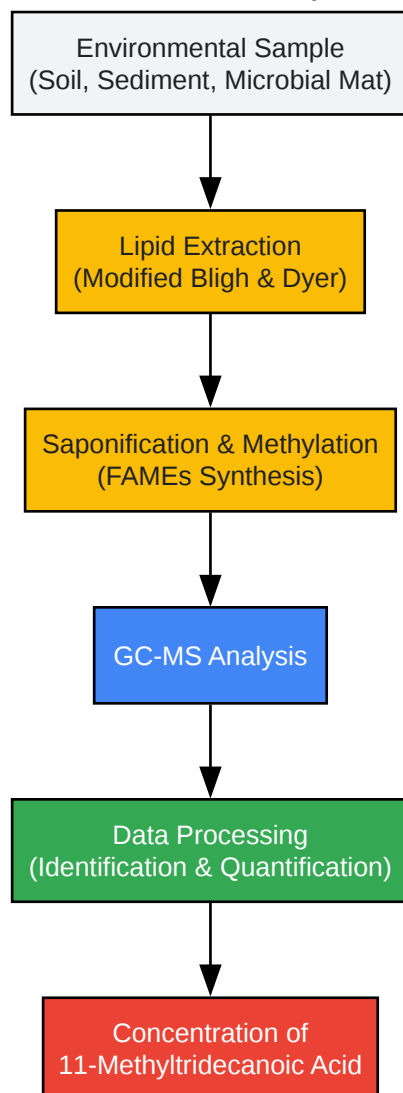 Environmental Sample
(Soil, Sediment, Microbial Mat)
Lipid Extraction
(Modified Bligh & Dyer)
Saponification & Methylation
(FAMEs Synthesis)
GC-MS Analysis
Data Processing
(Identification & Quantification)
Concentration of
11-Methyltridecanoic Acid